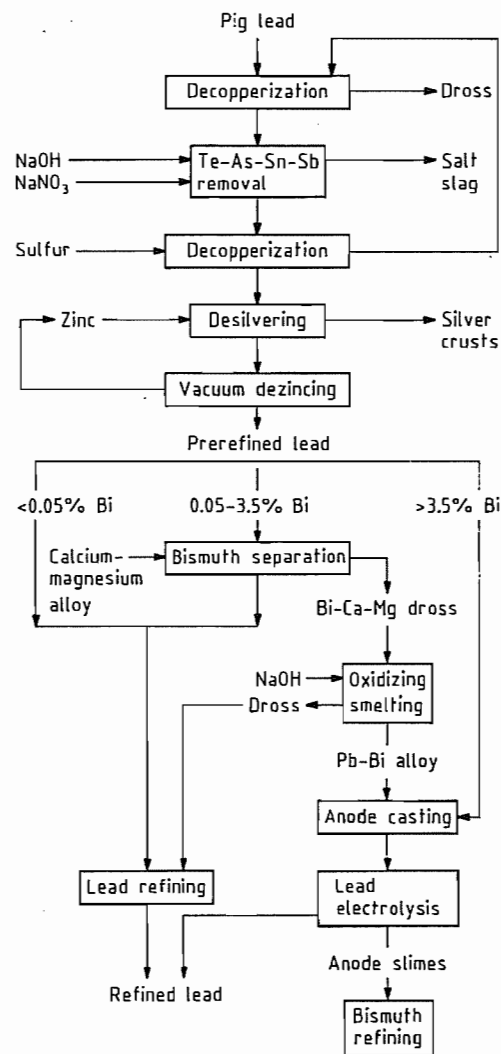 Pig lead
Decopperization
Dross
NaOH
NaNO₃
Te–As–Sn–Sb
removal
Salt
slag
Sulfur
Decopperization
Zinc
Desilvering
Silver
crusts
Vacuum dezincing
Prerefined lead
<0.05% Bi
0.05–3.5% Bi
>3.5% Bi
Calcium–
magnesium
alloy
Bismuth separation
Bi–Ca–Mg dross
NaOH
Dross
Oxidizing
smelting
Pb–Bi alloy
Anode casting
Lead refining
Lead
electrolysis
Anode slimes
Refined lead
Bismuth
refining